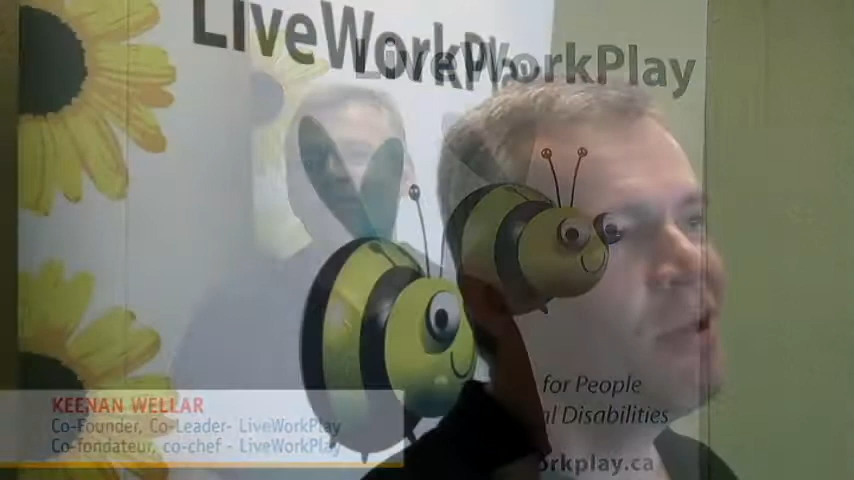 LiveWorkPlay
LiveWorkPlay
for People
al Disabilities
orkplay.ca
KEENAN WELLAR
Co-Founder, Co-Leader- LiveWorkPlay
Co-fondateur, co-chef - LiveWorkPlay